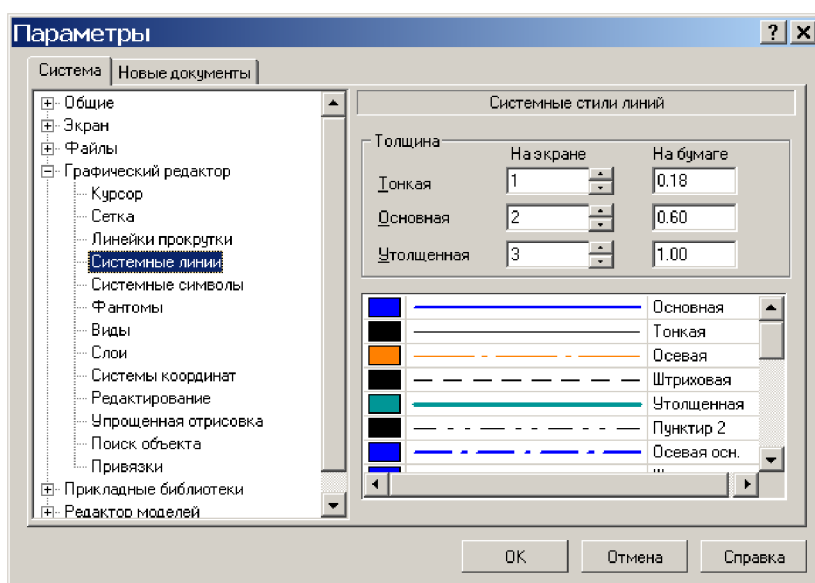 Параметры
Система Новые документы
Общие
Экран
Файлы
Графический редактор
Курсор
Сетка
Линейки прокрутки
Системные линии
Системные символы
Фантомы
Виды
Слои
Системы координат
Редактирование
Упрощенная отрисовка
Поиск объекта
Привязки
Прикладные библиотеки
Редактор моделей
Системные стили линий
Толщина
На экране На бумаге
Тонкая 1 0.18
Основная 2 0.60
Утолщенная 3 1.00
Основная
Тонкая
Осевая
Штриховая
Утолщенная
Пунктир 2
Осевая осн.
OK Отмена Справка